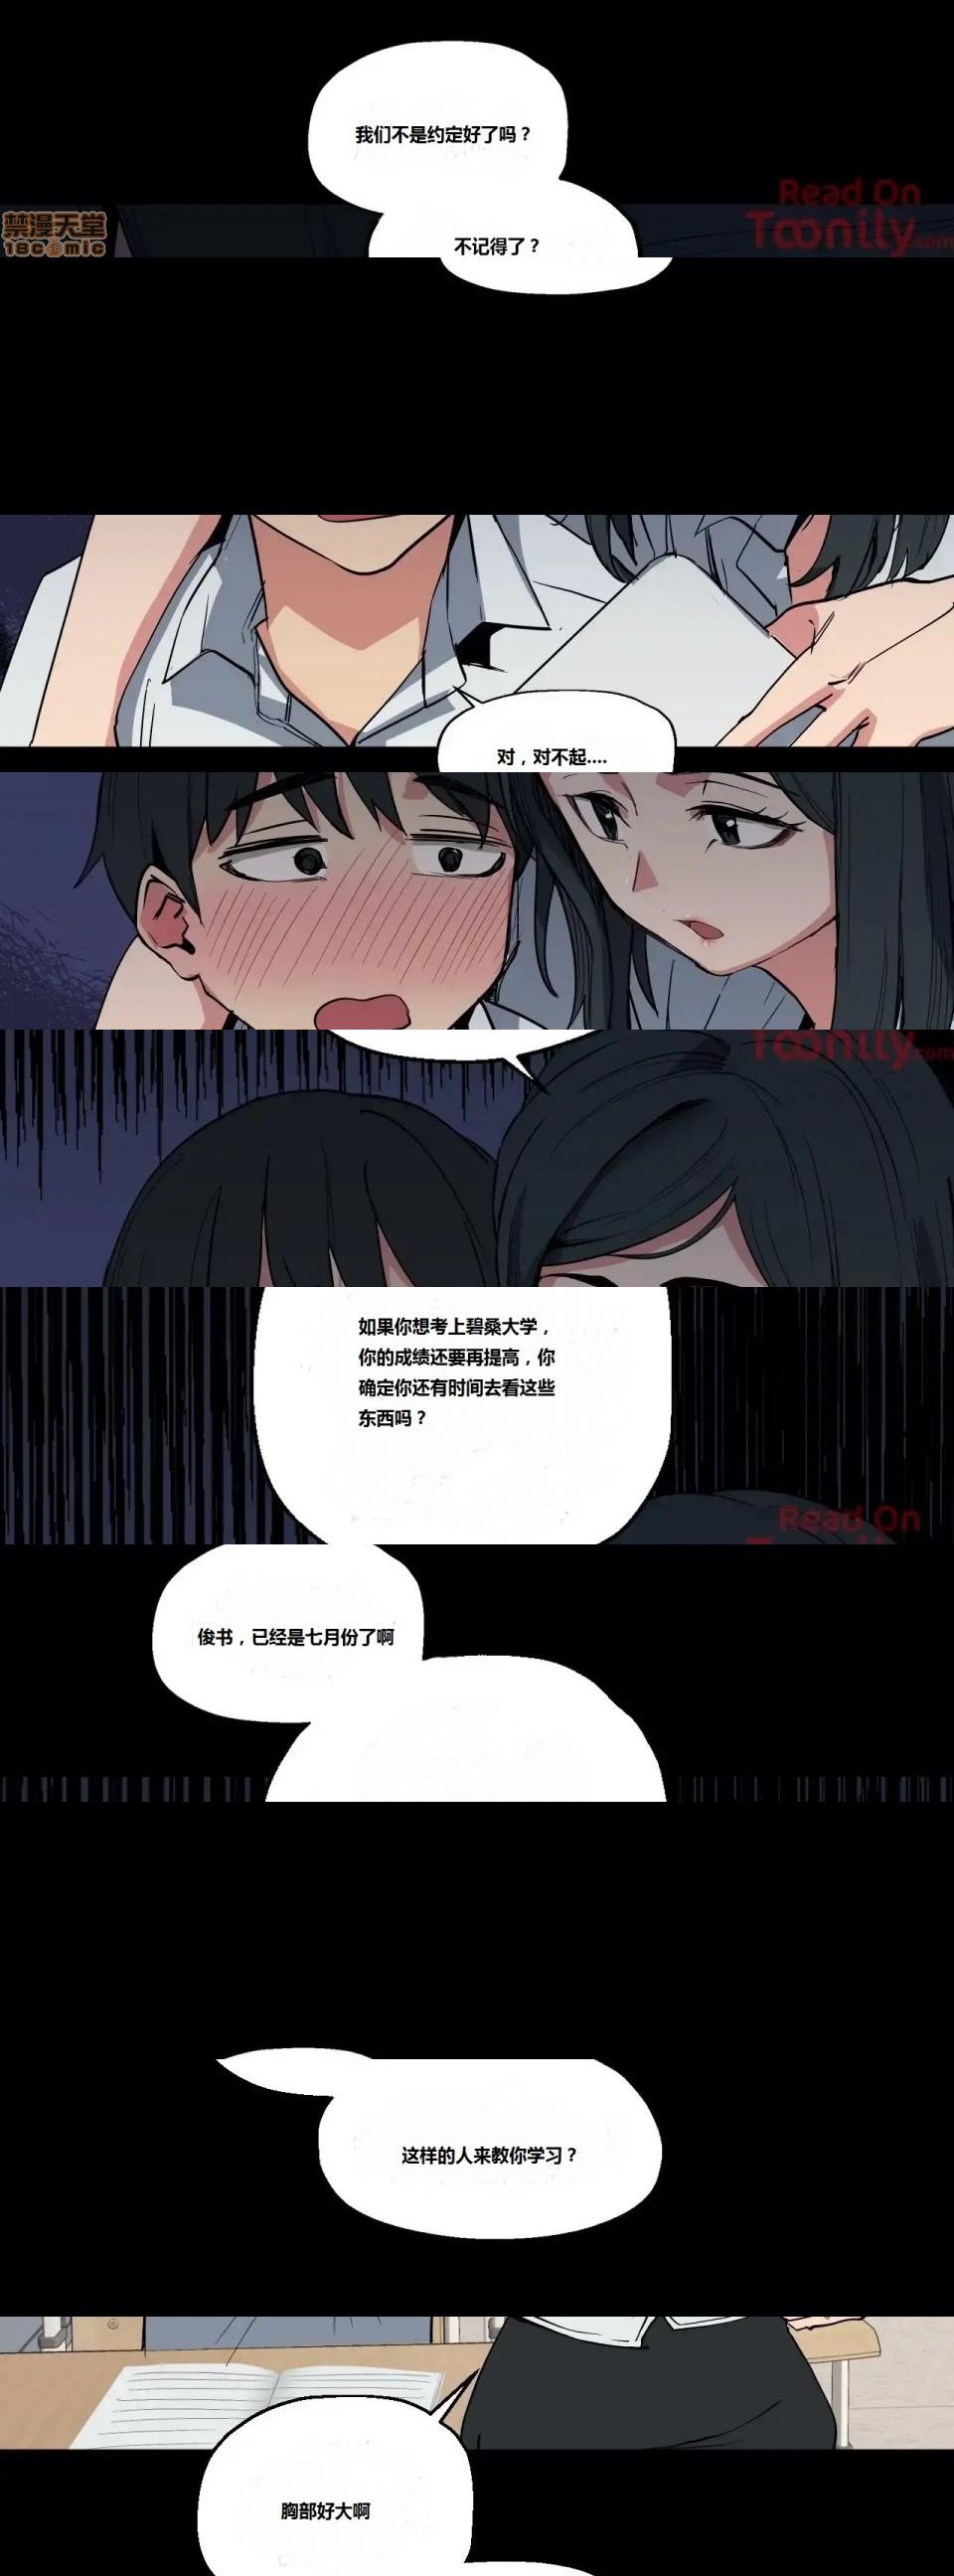 我们不是约定好了吗？
Read On
禁漫天堂
Toonily.com
18comic
不记得了？
对，对不起....
Toonily.com
如果你想考上碧桑大学，
你的成绩还要再提高，你
确定你还有时间去看这些
东西吗？
Read On
俊书，已经是七月份了啊
这样的人来教你学习？
胸部好大啊